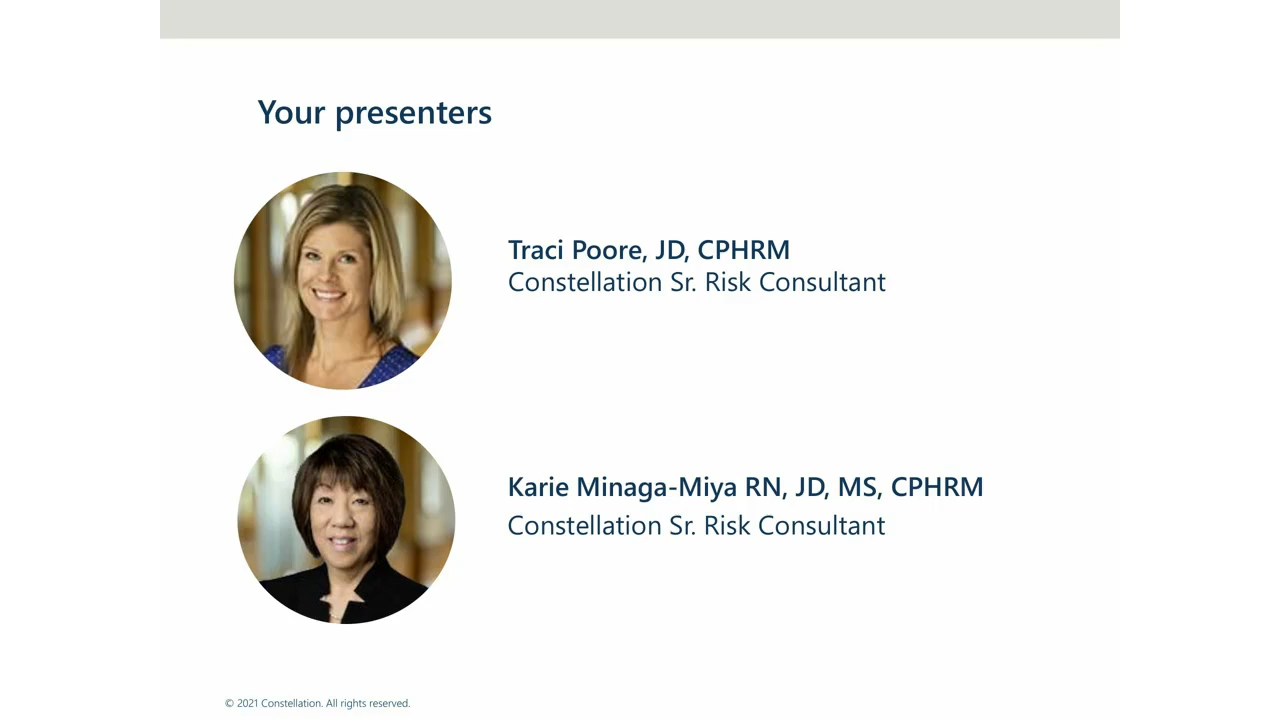 Your presenters
Traci Poore, JD, CPHRM
Constellation Sr. Risk Consultant
Karie Minaga-Miya RN, JD, MS, CPHRM
Constellation Sr. Risk Consultant
© 2021 Constellation. All rights reserved.